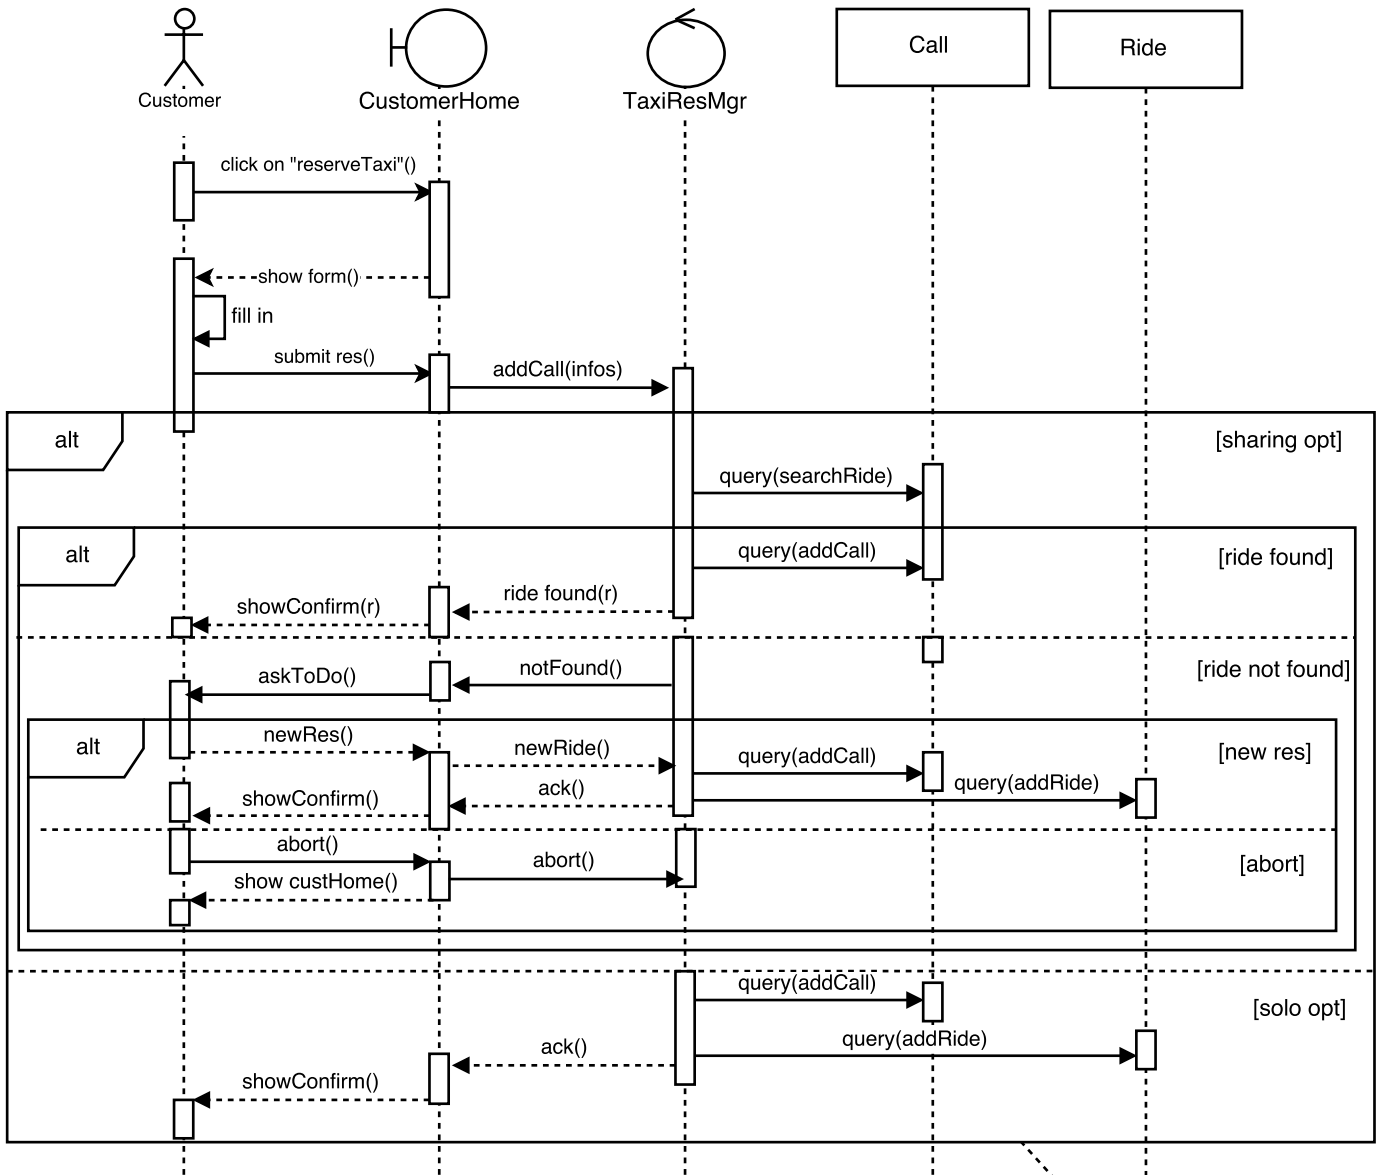 Customer
CustomerHome
TaxiResMgr
Call
Ride
click on "reserveTaxi"()
show form()
fill in
submit res()
addCall(infos)
alt
[sharing opt]
query(searchRide)
alt
query(addCall)
[ride found]
ride found(r)
showConfirm(r)
[ride not found]
notFound()
askToDo()
alt
newRes()
newRide()
query(addCall)
[new res]
query(addRide)
ack()
showConfirm()
abort()
abort()
[abort]
show custHome()
query(addCall)
[solo opt]
query(addRide)
ack()
showConfirm()